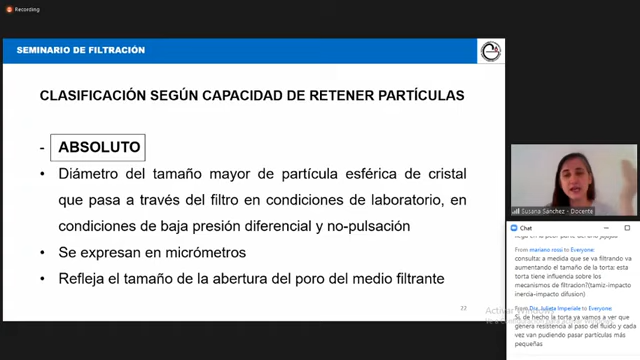 Recording
SEMINARIO DE FILTRACIÓN
CLASIFICACIÓN SEGÚN CAPACIDAD DE RETENER PARTÍCULAS
- ABSOLUTO
• Diámetro del tamaño mayor de partícula esférica de cristal
que pasa a través del filtro en condiciones de laboratorio, en
condiciones de baja presión diferencial y no-pulsación
• Se expresan en micrómetros
• Refleja el tamaño de la abertura del poro del medio filtrante
22
Susana Sánchez - Docente
Chat
From mariano rossi to Everyone:
consulta: a medida que se va filtrando va
aumentando el tamaño de la torta: esta
torta tiene influencia sobre los
mecanismos de filtracion?(tamiz-impacto
inercia-impacto difusion)
Activar Windows
From Dra. Julieta Imperiale to Everyone:
Si, de hecho la torta ya vamos a ver que
genera resistencia al paso del fluido y cada
vez van pudiendo pasar partículas más
pequeñas